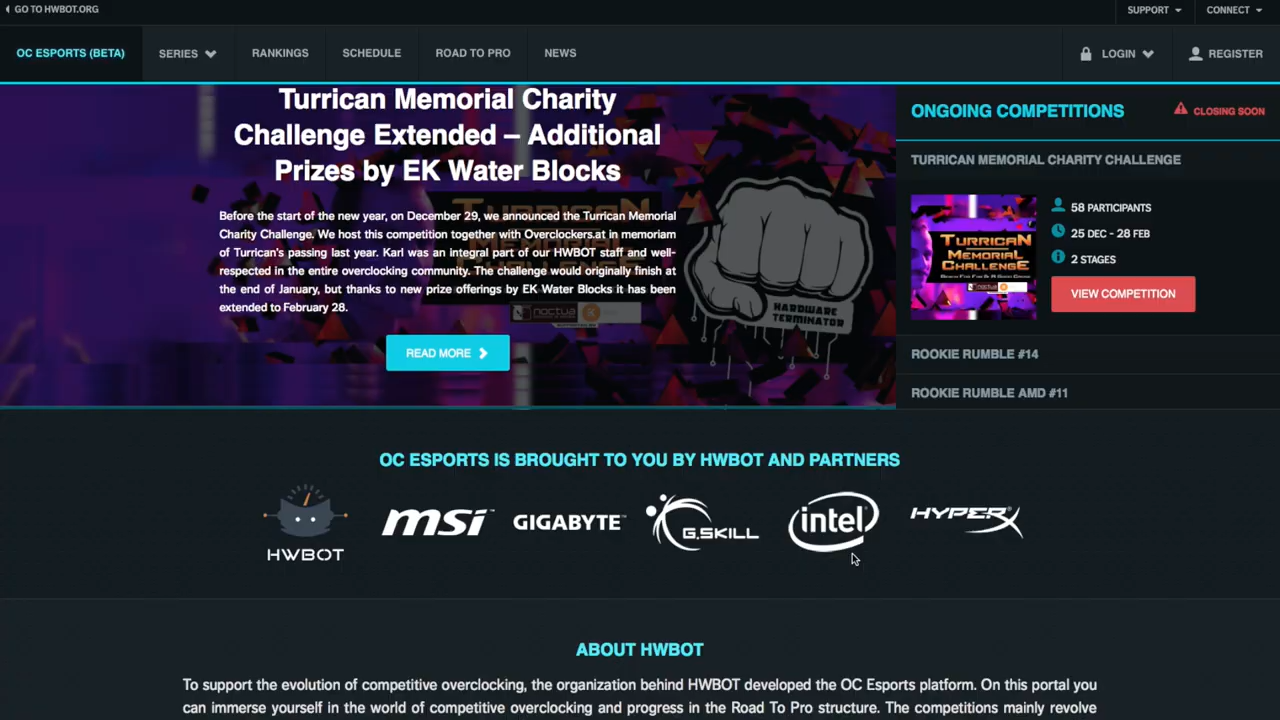 GO TO HWBOT.ORG
SUPPORT
CONNECT
OC ESPORTS (BETA)
SERIES
RANKINGS
SCHEDULE
ROAD TO PRO
NEWS
LOGIN
REGISTER
Turrican Memorial Charity
Challenge Extended – Additional
Prizes by EK Water Blocks
Before the start of the new year, on December 29, we announced the Turrican Memorial
Charity Challenge. We host this competition together with Overclockers.at in memoriam
of Turrican's passing last year. Karl was an integral part of our HWBOT staff and well-
respected in the entire overclocking community. The challenge would originally finish at
the end of January, but thanks to new prize offerings by EK Water Blocks it has been
extended to February 28.
READ MORE
noctua
HARDWARE
TERMINATOR
ONGOING COMPETITIONS
CLOSING SOON
TURRICAN MEMORIAL CHARITY CHALLENGE
TURRICAN
MEMORIAL
CHALLENGE
noctua
58 PARTICIPANTS
25 DEC - 28 FEB
2 STAGES
VIEW COMPETITION
ROOKIE RUMBLE #14
ROOKIE RUMBLE AMD #11
OC ESPORTS IS BROUGHT TO YOU BY HWBOT AND PARTNERS
HWBOT
msi
GIGABYTE
G.SKILL
intel
HYPERX
ABOUT HWBOT
To support the evolution of competitive overclocking, the organization behind HWBOT developed the OC Esports platform. On this portal you
can immerse yourself in the world of competitive overclocking and progress in the Road To Pro structure. The competitions mainly revolve